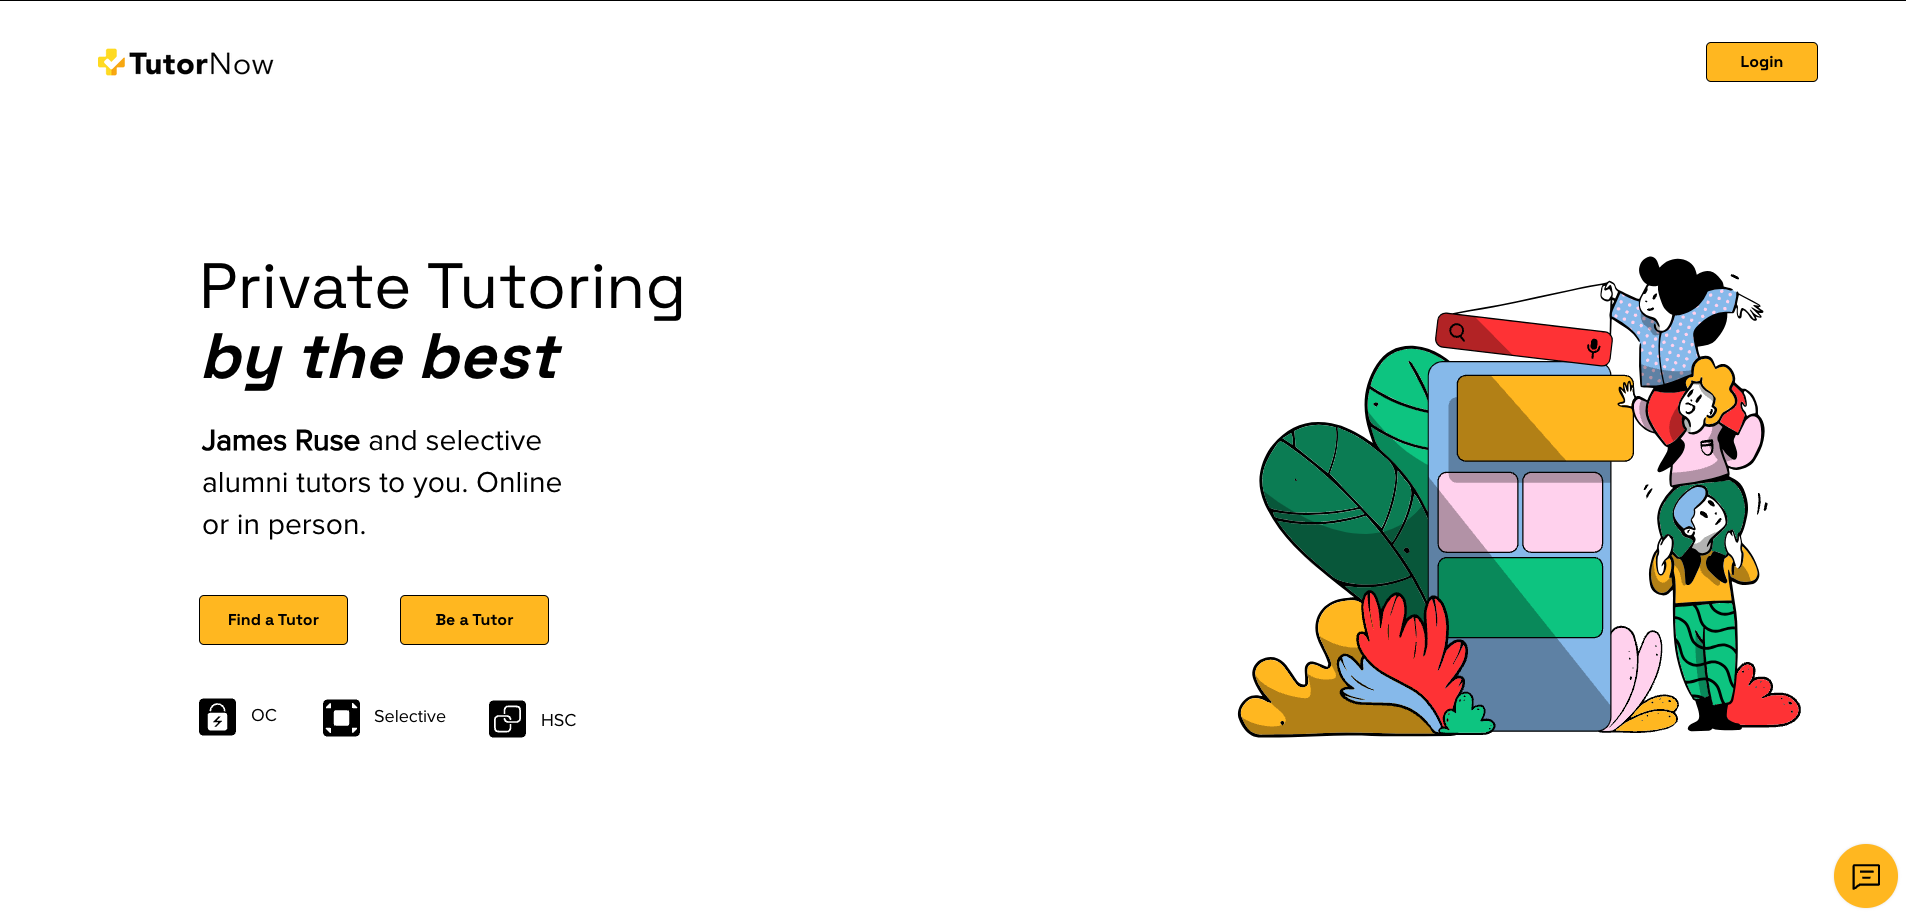 TutorNow
Login
Private Tutoring
by the best
James Ruse and selective
alumni tutors to you. Online
or in person.
Find a Tutor
Be a Tutor
OC
Selective
HSC